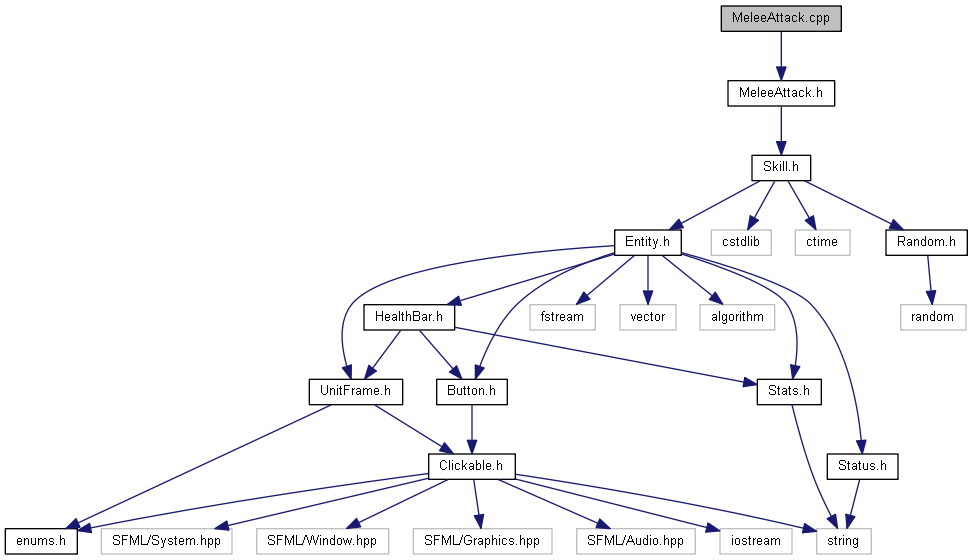 MeleeAttack.cpp
MeleeAttack.h
Skill.h
Entity.h
cstdlib
ctime
Random.h
HealthBar.h
fstream
vector
algorithm
random
UnitFrame.h
Button.h
Stats.h
Clickable.h
Status.h
enums.h
SFML/System.hpp
SFML/Window.hpp
SFML/Graphics.hpp
SFML/Audio.hpp
iostream
string